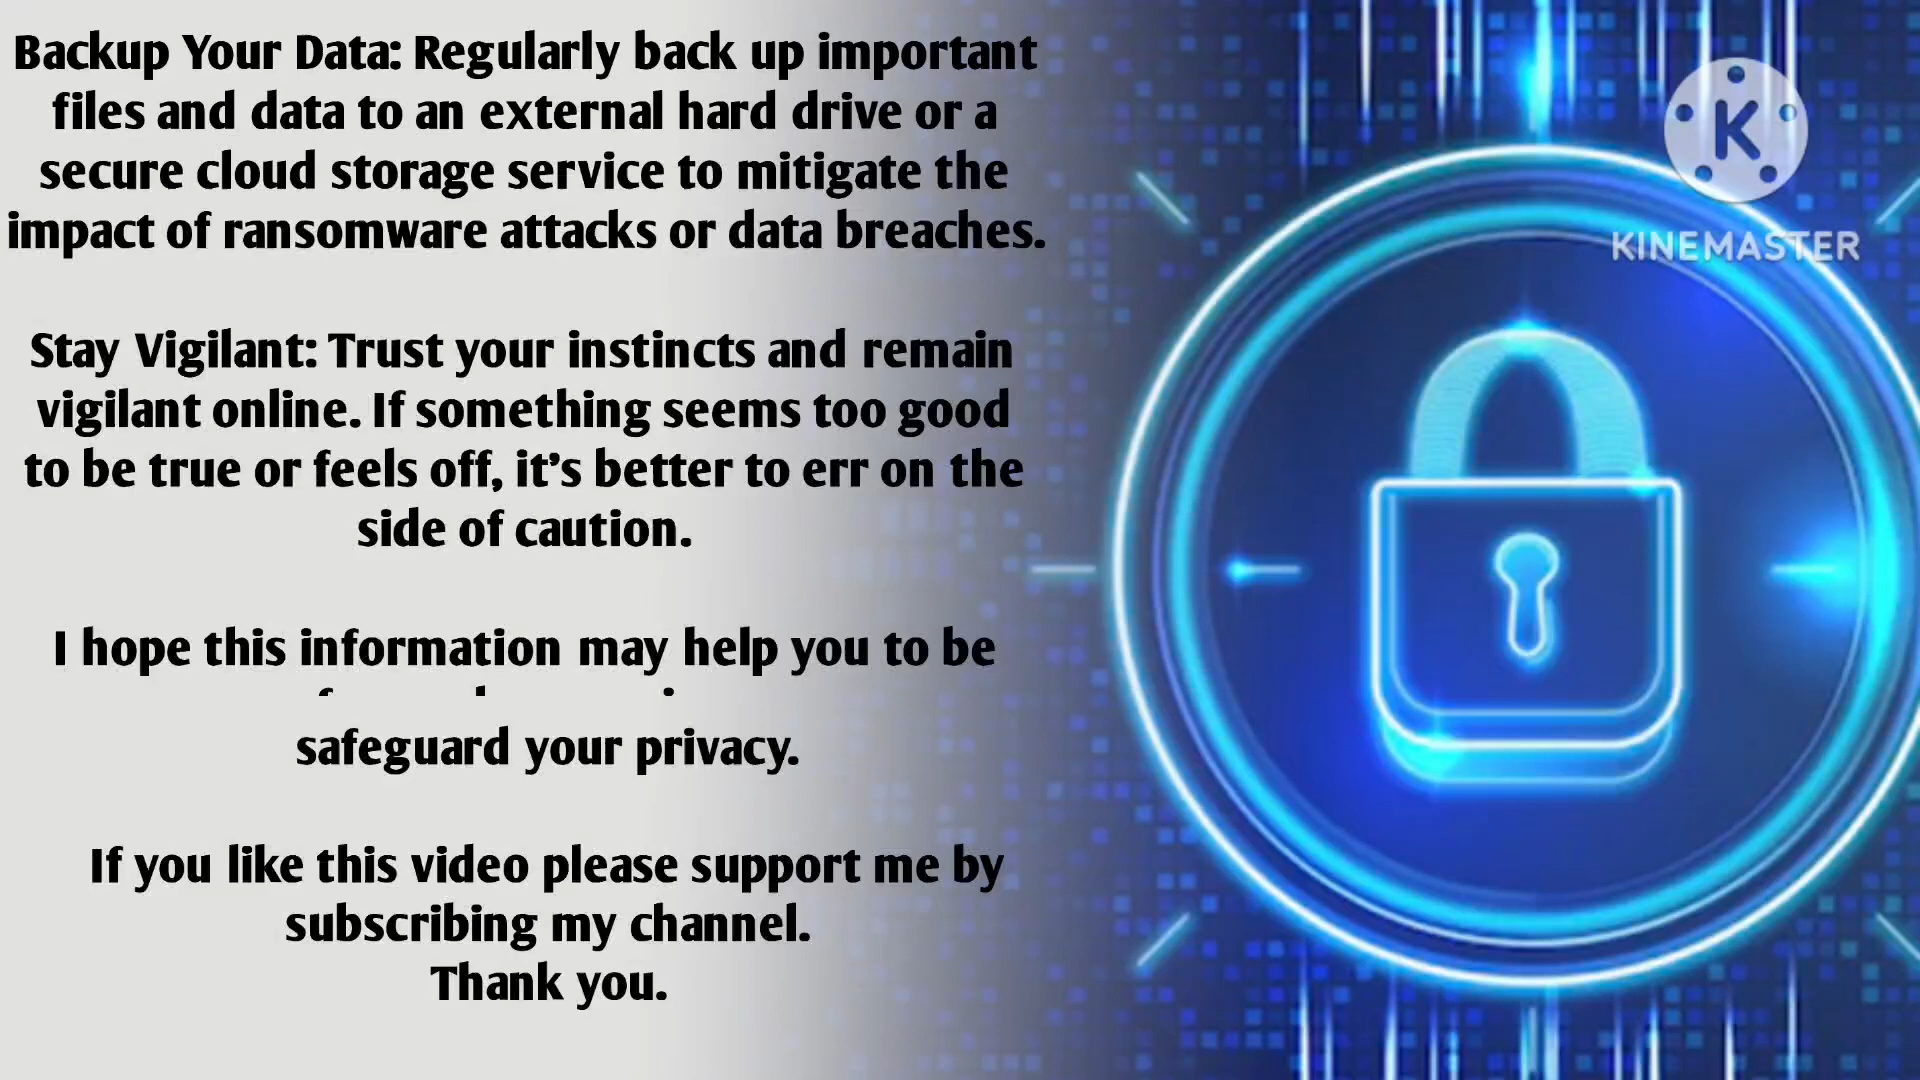 Backup Your Data: Regularly back up important
files and data to an external hard drive or a
secure cloud storage service to mitigate the
impact of ransomware attacks or data breaches.
Stay Vigilant: Trust your instincts and remain
vigilant online. If something seems too good
to be true or feels off, it's better to err on the
side of caution.
I hope this information may help you to be
safeguard your privacy.
If you like this video please support me by
subscribing my channel.
Thank you.
K
KINEMASTER